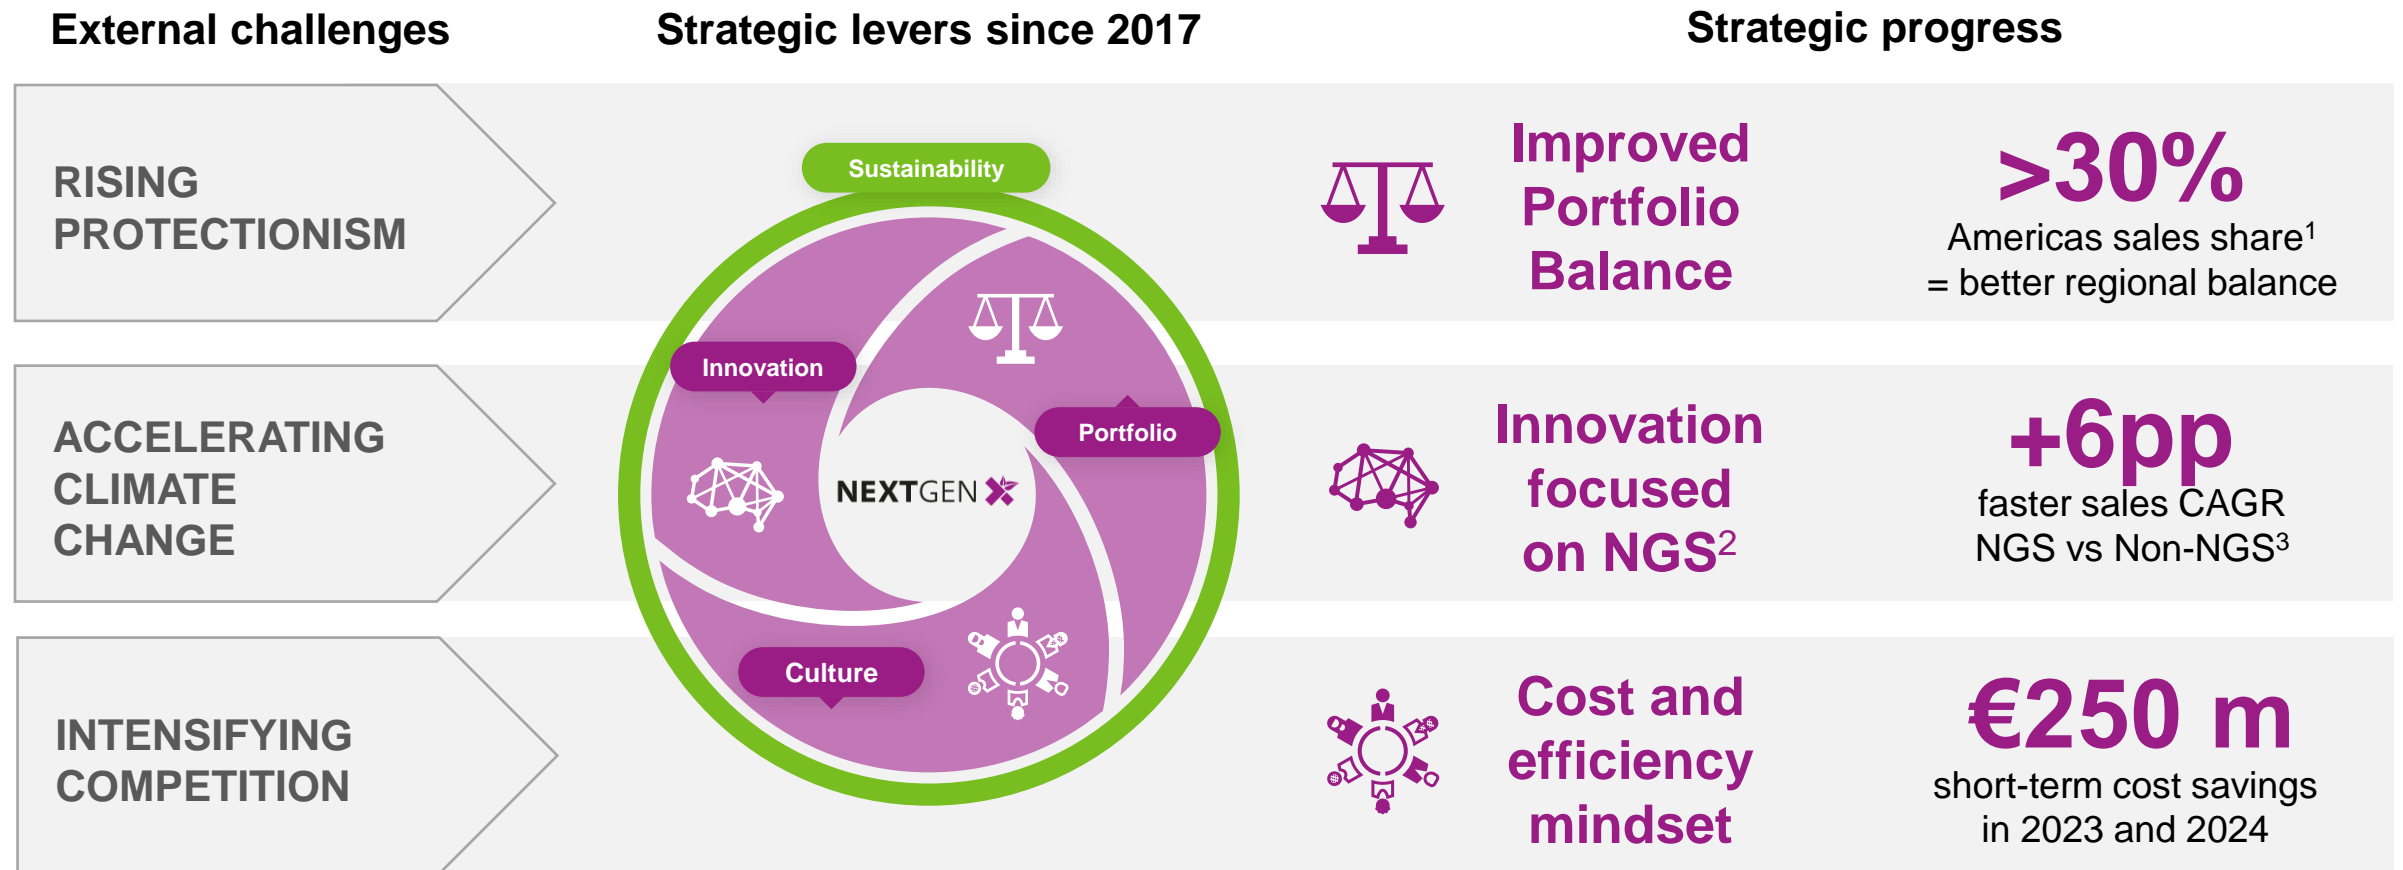 External challenges
Strategic levers since 2017
Strategic progress
RISING
PROTECTIONISM
Sustainability
Improved
Portfolio
Balance
>30%
Americas sales share¹
= better regional balance
ACCELERATING
CLIMATE
CHANGE
Innovation
Portfolio
NEXTGEN
Innovation
focused
on NGS²
+6pp
faster sales CAGR
NGS vs Non-NGS³
INTENSIFYING
COMPETITION
Culture
Cost and
efficiency
mindset
€250 m
short-term cost savings
in 2023 and 2024